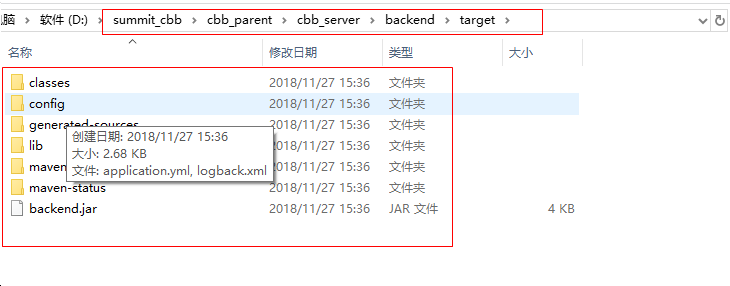 脑 › 软件 (D:) › summit_cbb › cbb_parent › cbb_server › backend › target ›
名称 修改日期 类型 大小
classes 2018/11/27 15:36 文件夹
config 2018/11/27 15:36 文件夹
generated-sources 2018/11/27 15:36 文件夹
lib 2018/11/27 15:36 文件夹
maven 2018/11/27 15:36 文件夹
maven-status 2018/11/27 15:36 文件夹
backend.jar 2018/11/27 15:36 JAR 文件 4 KB
创建日期: 2018/11/27 15:36
大小: 2.68 KB
文件: application.yml, logback.xml